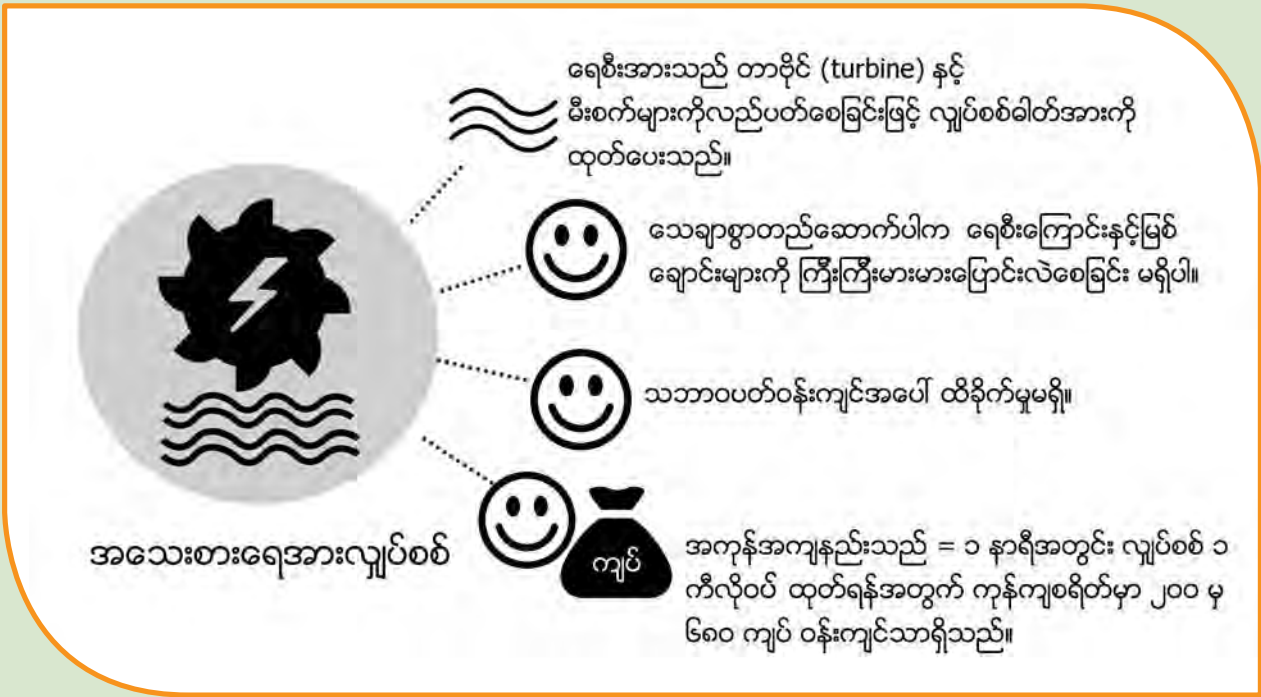 ရေစီးအားသည် တာဗိုင် (turbine) နှင့်
မီးစက်များကိုလည်ပတ်စေခြင်းဖြင့် လျှပ်စစ်ဓါတ်အားကို
ထုတ်ပေးသည်။
သေချာစွာတည်ဆောက်ပါက ရေစီးကြောင်းနှင့်မြစ်
ချောင်းများကို ကြီးကြီးမားမားပြောင်းလဲစေခြင်း မရှိပါ။
သဘာဝပတ်ဝန်းကျင်အပေါ် ထိခိုက်မှုမရှိ။
အသေးစားရေအားလျှပ်စစ်
ကျပ်
အကုန်အကျနည်းသည် = ၁ နာရီအတွင်း လျှပ်စစ် ၁
ကီလိုဝပ် ထုတ်ရန်အတွက် ကုန်ကျစရိတ်မှာ ၂၀၀ မှ
၆၈၀ ကျပ် ဝန်းကျင်သာရှိသည်။